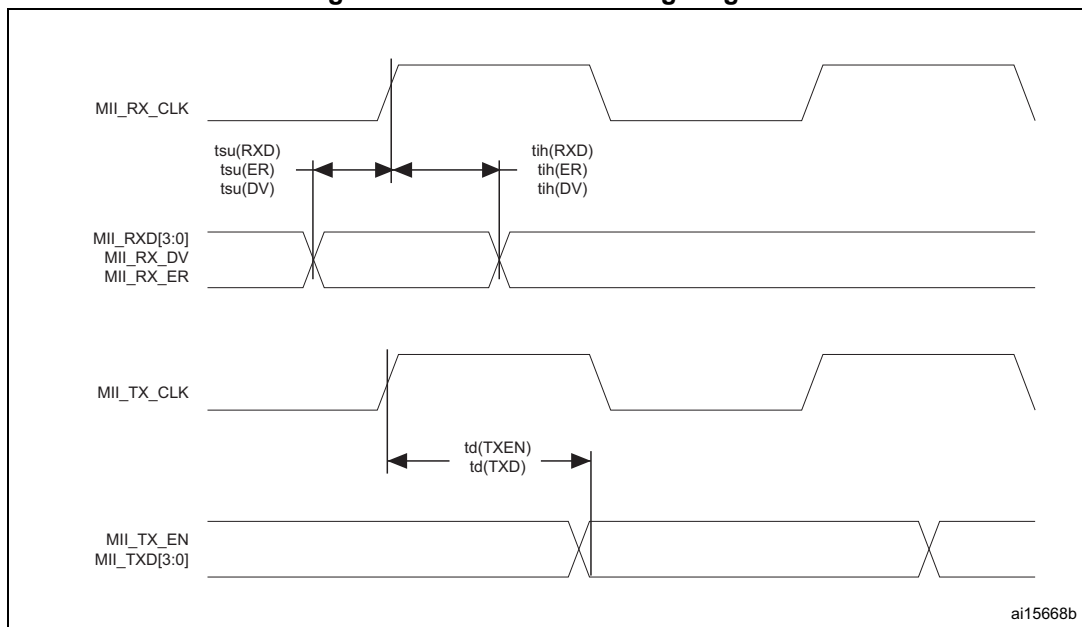 MII_RX_CLK
tsu(RXD)
tsu(ER)
tsu(DV)
tih(RXD)
tih(ER)
tih(DV)
MII_RXD[3:0]
MII_RX_DV
MII_RX_ER
MII_TX_CLK
td(TXEN)
td(TXD)
MII_TX_EN
MII_TXD[3:0]
ai15668b